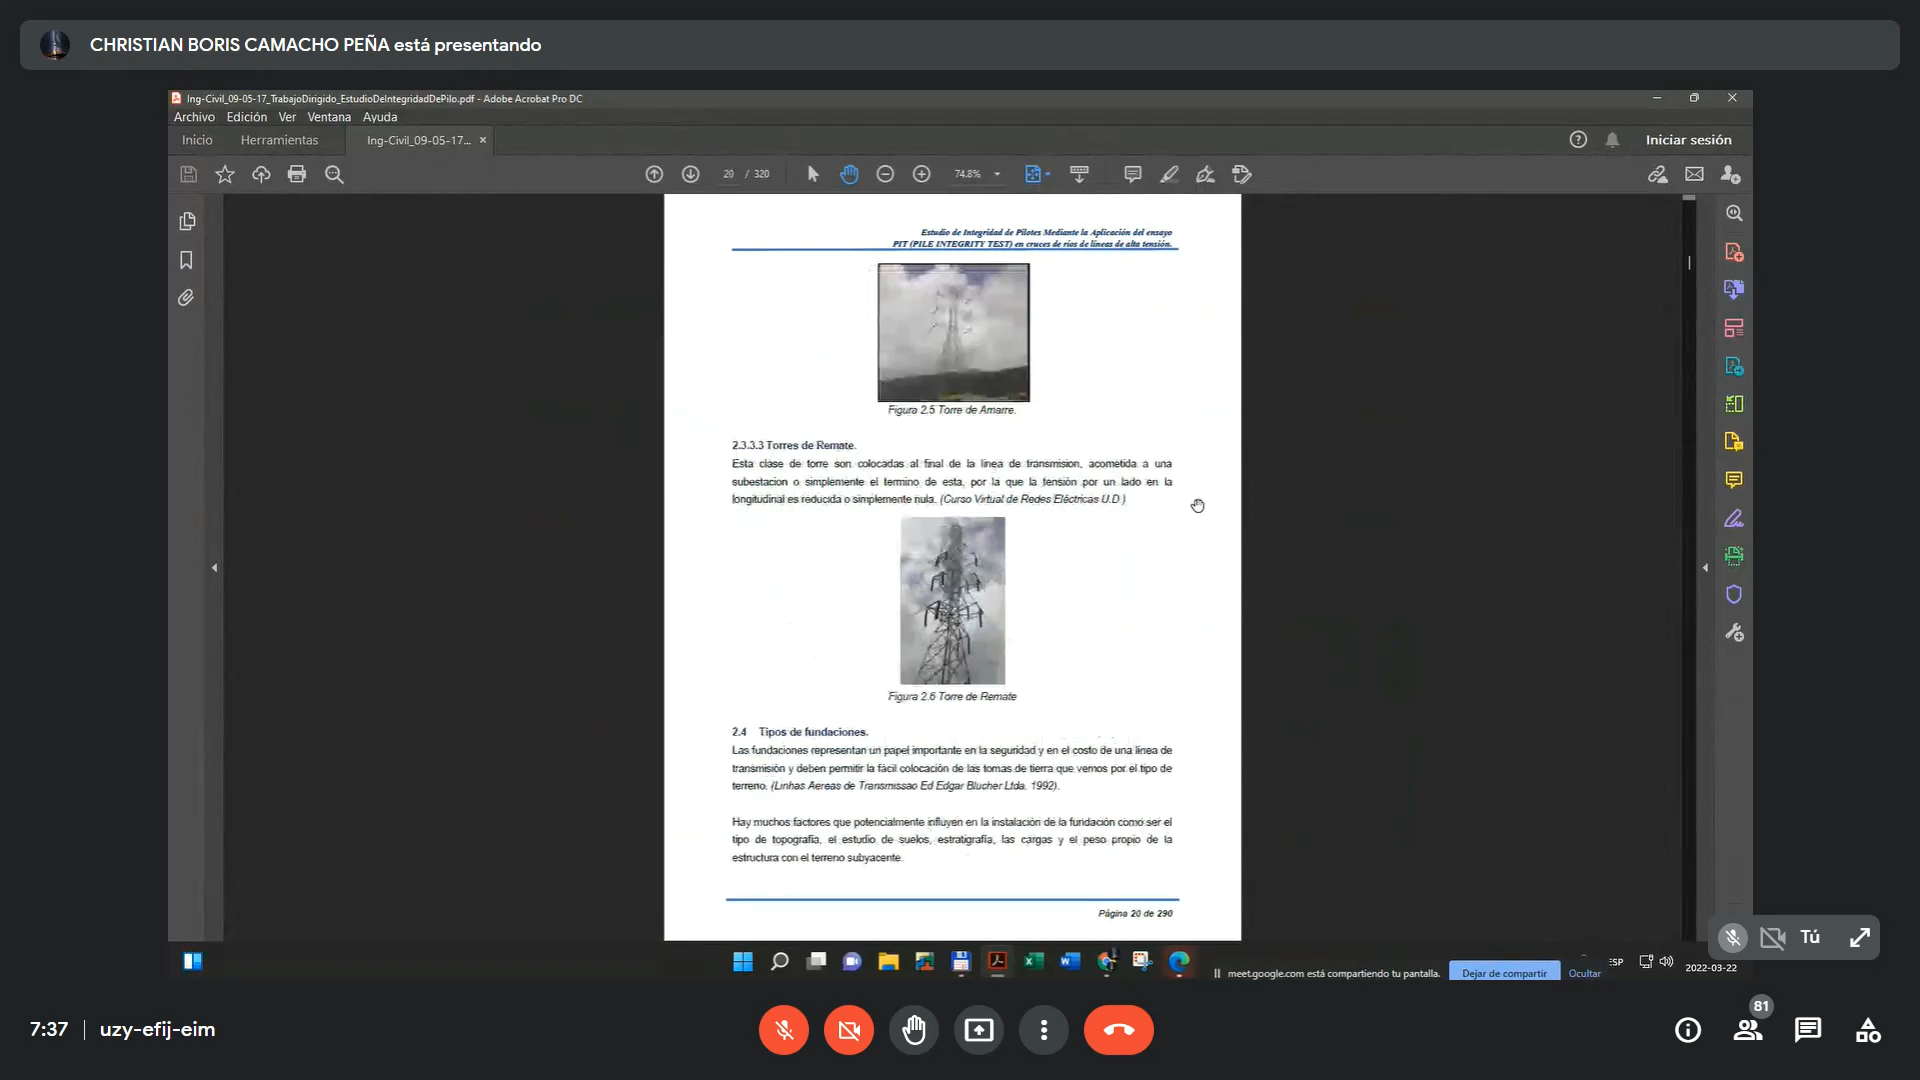 CHRISTIAN BORIS CAMACHO PEÑA está presentando
Ing-Civil_09-05-17_TrabajoDirigido_EstudioDeIntegridadDePilo.pdf - Adobe Acrobat Pro DC
Archivo Edición Ver Ventana Ayuda
Inicio Herramientas Ing-Civil_09-05-17... × Iniciar sesión
20 / 320 74.8%
Estudio de Integridad de Pilotes Mediante la Aplicación del ensayo
PIT (PILE INTEGRITY TEST) en cruces de ríos de líneas de alta tensión.
Figura 2.5 Torre de Amarre.
2.3.3.3 Torres de Remate.
Esta clase de torre son colocadas al final de la linea de transmision, acometida a una
subestacion o simplemente el termino de esta, por la que la tensión por un lado en la
longitudinal es reducida o simplemente nula. (Curso Virtual de Redes Eléctricas U.D.)
Figura 2.6 Torre de Remate
2.4 Tipos de fundaciones.
Las fundaciones representan un papel importante en la seguridad y en el costo de una línea de
transmisión y deben permitir la fácil colocación de las tomas de tierra que vemos por el tipo de
terreno. (Linhas Aereas de Transmissao Ed Edgar Blucher Ltda. 1992).
Hay muchos factores que potencialmente influyen en la instalación de la fundación como ser el
tipo de topografía, el estudio de suelos, estratigrafía, las cargas y el peso propio de la
estructura con el terreno subyacente.
Página 20 de 290
Tú
meet.google.com está compartiendo tu pantalla. Dejar de compartir Ocultar
ESP
2022-03-22
7:37 uzy-efij-eim
81